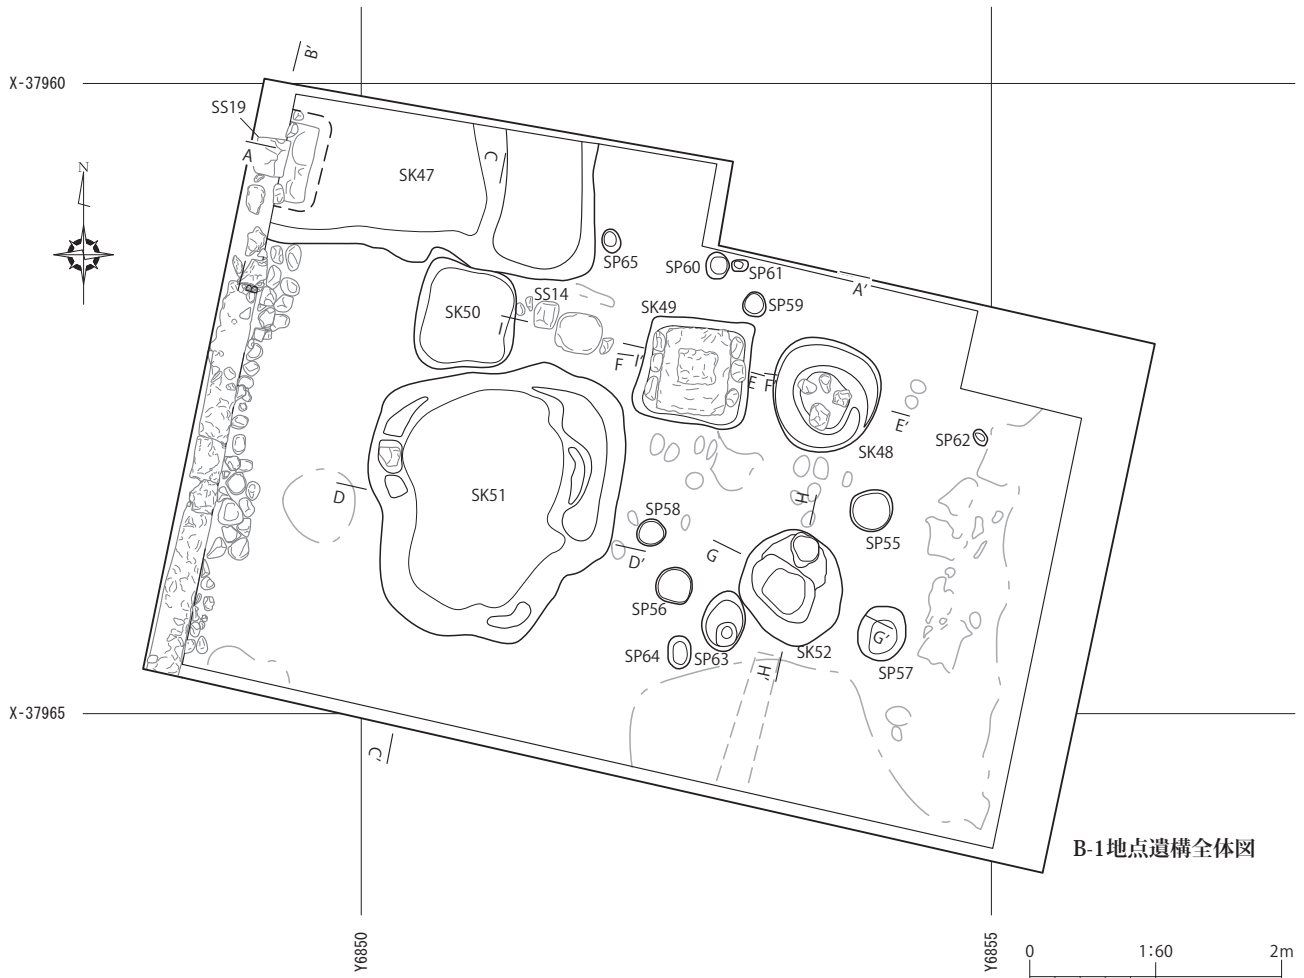 B′
X-37960
SS19
A
N
SK47
C
SP65
SP60
SP61
A′
SS14
SK49
SP59
SK50
I
F
I′
E
F′
E′
SK48
SP62
D
SK51
H
SP58
SP55
G
D′
SP56
G′
SP64
SP63
SK52
SP57
H′
X-37965
C′
B-1地点遺構全体図
Y6850
Y6855
0
1:60
2m